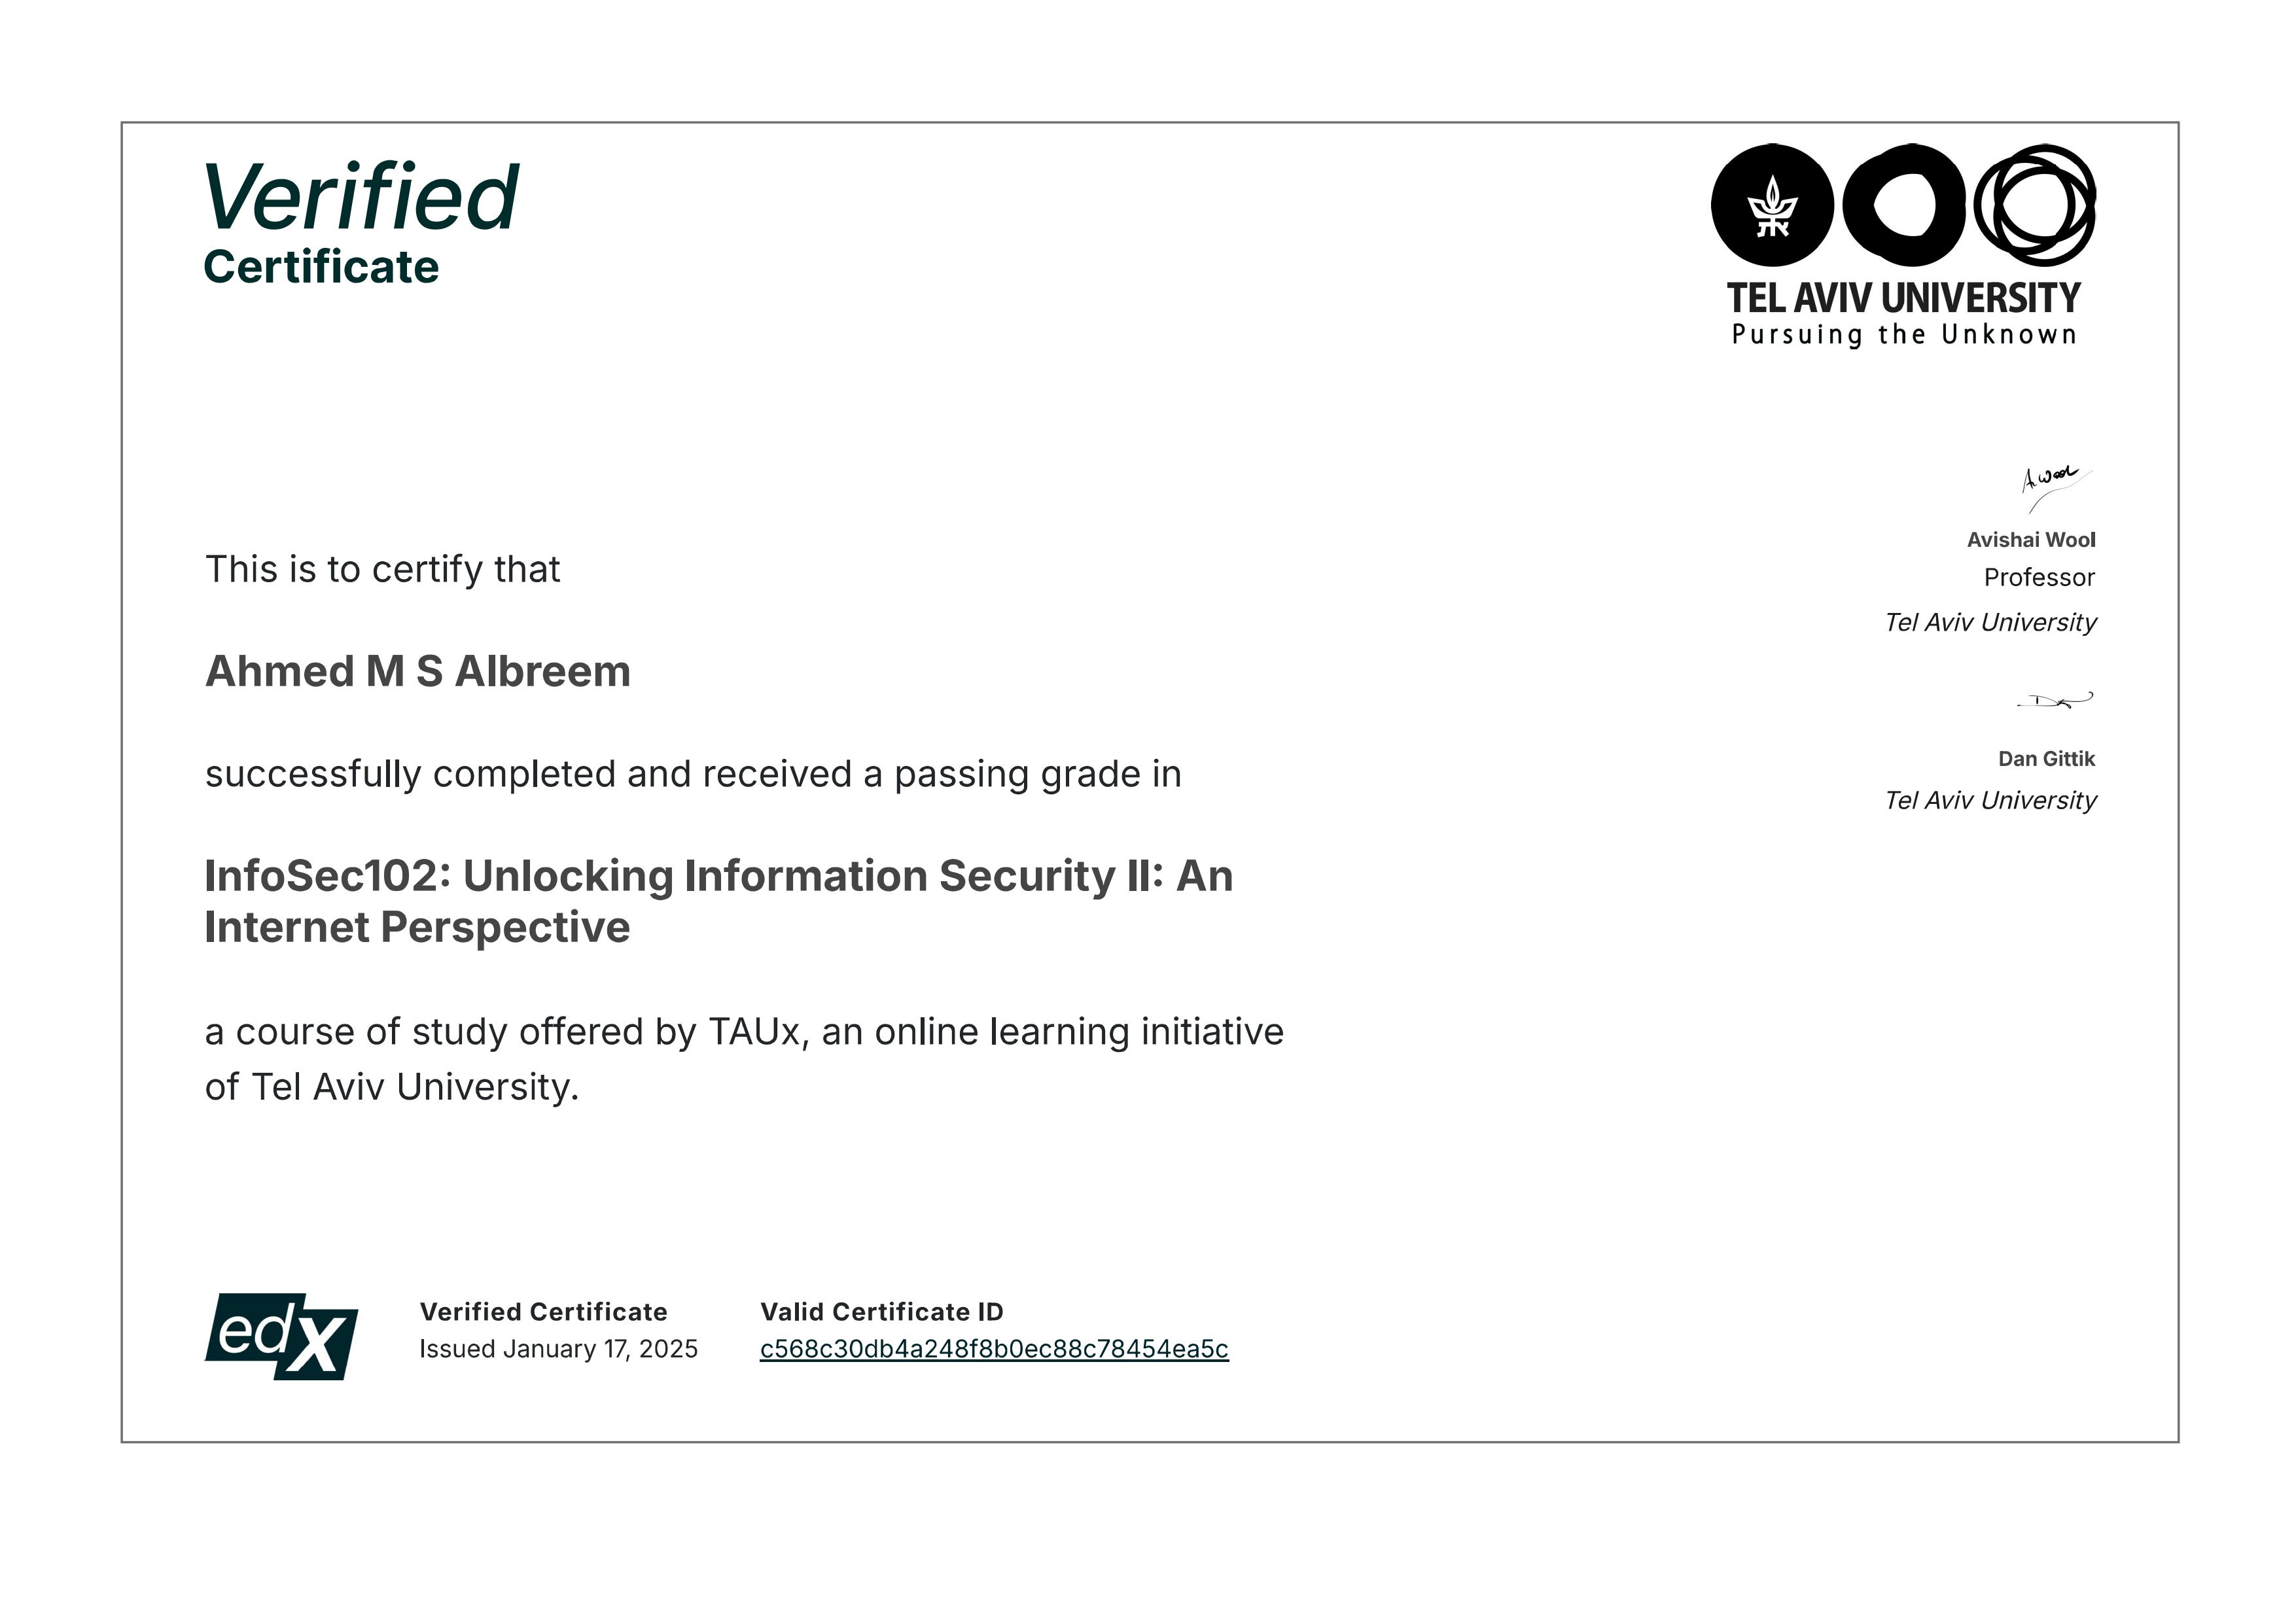 Verified
Certificate
TEL AVIV UNIVERSITY
Pursuing the Unknown
This is to certify that
Ahmed M S Albreem
successfully completed and received a passing grade in
InfoSec102: Unlocking Information Security II: An
Internet Perspective
a course of study offered by TAUx, an online learning initiative
of Tel Aviv University.
A Wool
Avishai Wool
Professor
Tel Aviv University
Dan Gittik
Tel Aviv University
edX
Verified Certificate
Issued January 17, 2025
Valid Certificate ID
c568c30db4a248f8b0ec88c78454ea5c